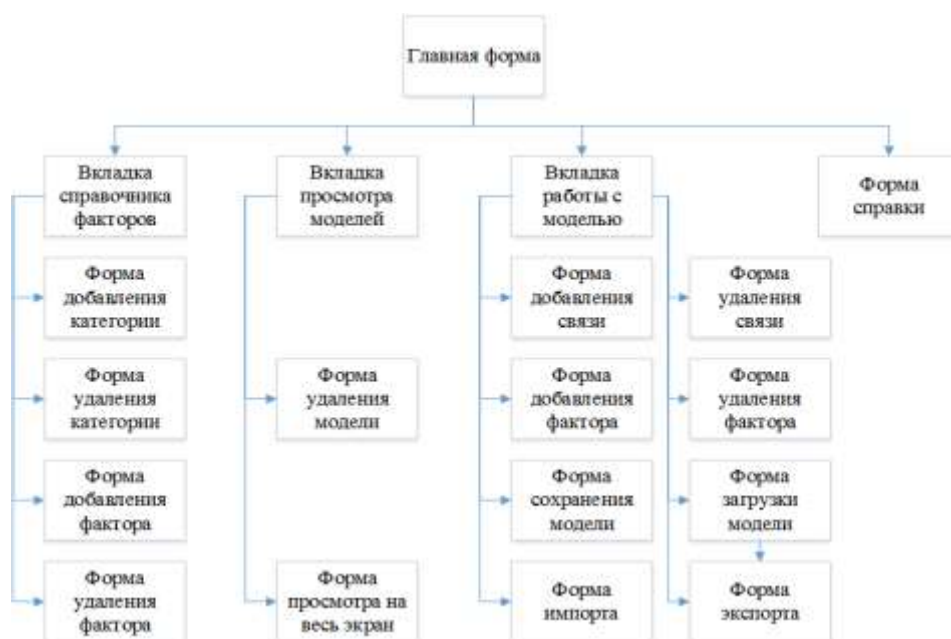 Главная форма
Вкладка
справочника
факторов
Вкладка
просмотра
моделей
Вкладка
работы с
моделью
Форма
справки
Форма
добавления
категории
Форма
добавления
связи
Форма
удаления
связи
Форма
удаления
категории
Форма
удаления
модели
Форма
добавления
фактора
Форма
удаления
фактора
Форма
добавления
фактора
Форма
сохранения
модели
Форма
загрузки
модели
Форма
удаления
фактора
Форма
просмотра на
весь экран
Форма
импорта
Форма
экспорта